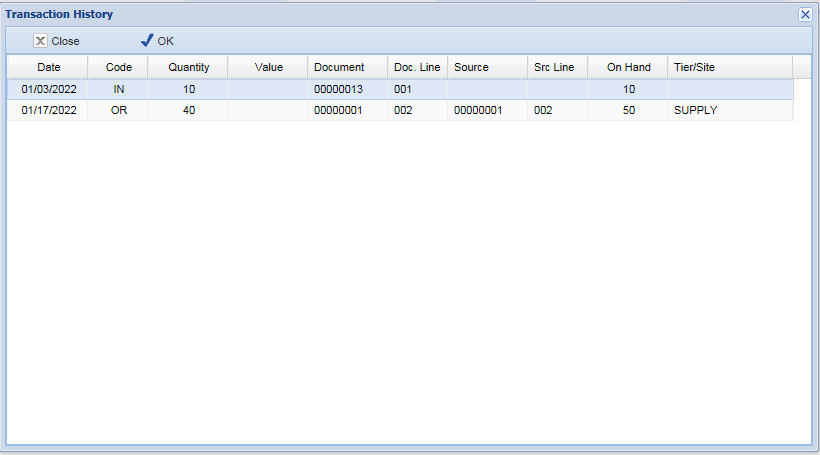 Transaction History
Close OK
Date Code Quantity Value Document Doc. Line Source Src Line On Hand Tier/Site
01/03/2022 IN 10 00000013 001 10
01/17/2022 OR 40 00000001 002 00000001 002 50 SUPPLY